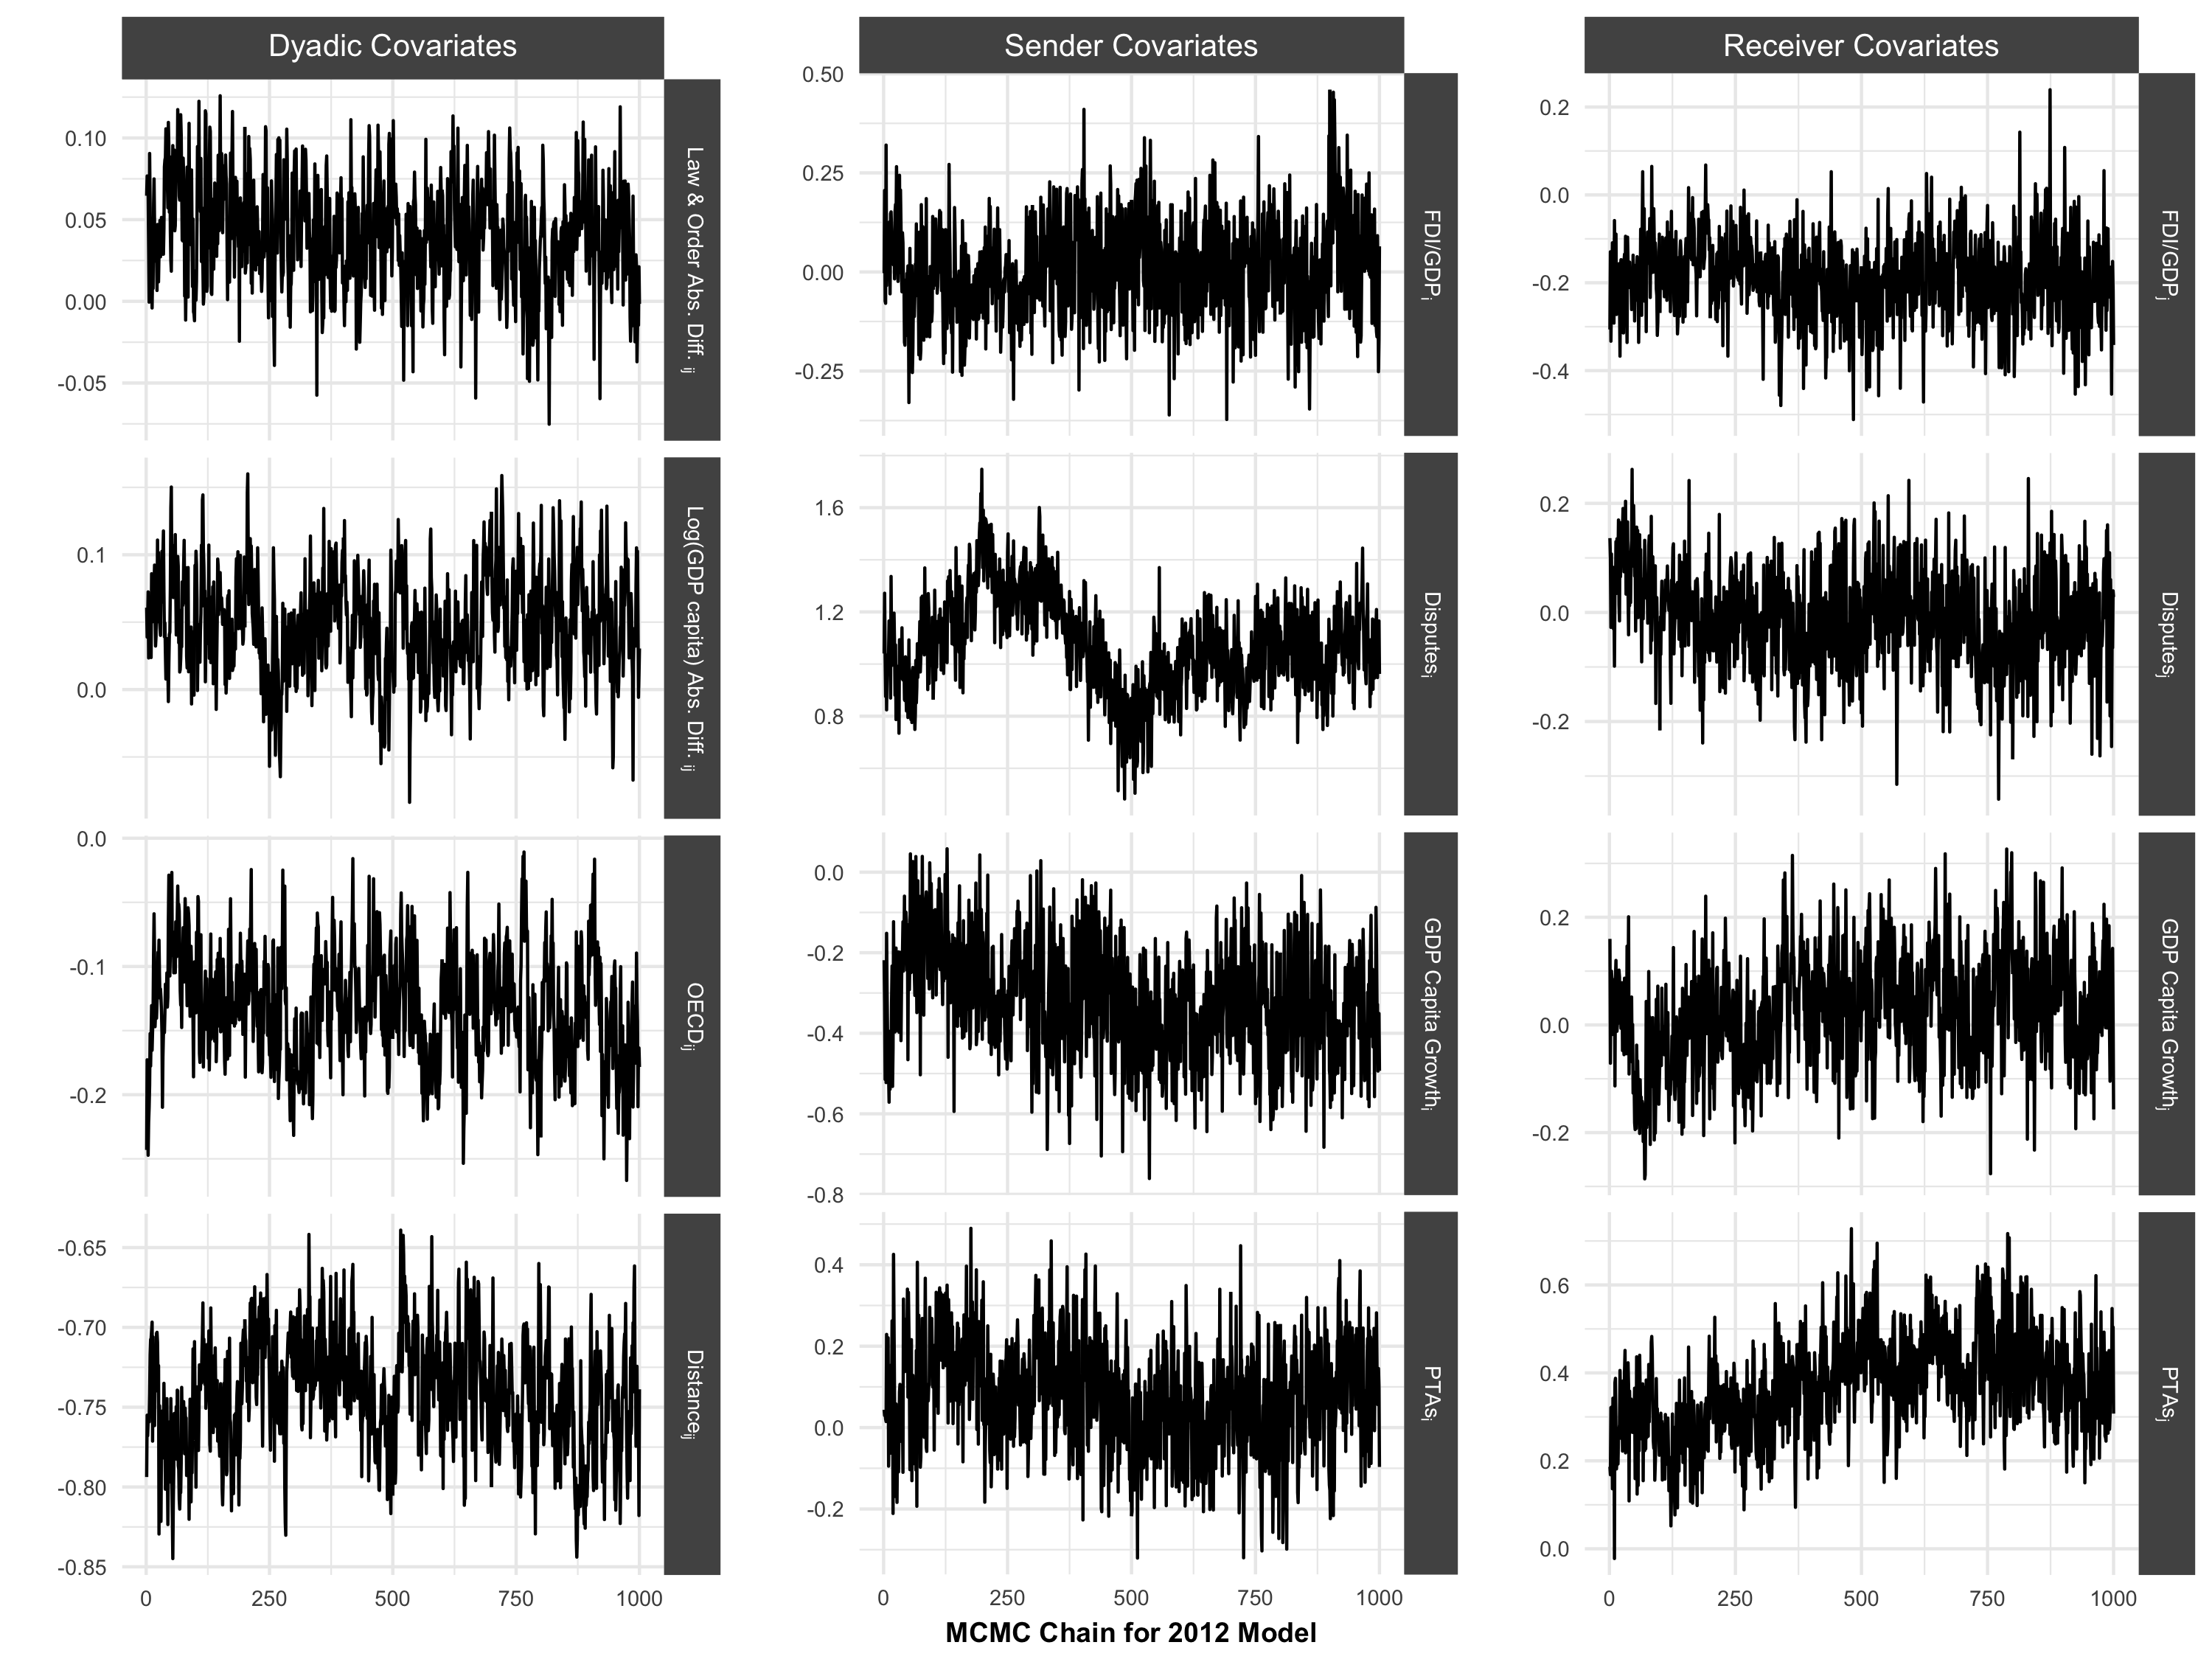 Dyadic Covariates
0.10
0.05
0.00
-0.05
Law & Order Abs. Diff. ij
0.1
0.0
Log(GDP capita) Abs. Diff. ij
0.0
-0.1
-0.2
OECDij
-0.65
-0.70
-0.75
-0.80
-0.85
Distanceij
0 250 500 750 1000
Sender Covariates
0.50
0.25
0.00
-0.25
FDI/GDPi
1.6
1.2
0.8
Disputesi
0.0
-0.2
-0.4
-0.6
-0.8
GDP Capita Growthi
0.4
0.2
0.0
-0.2
PTAsi
0 250 500 750 1000
Receiver Covariates
0.2
0.0
-0.2
-0.4
FDI/GDPj
0.2
0.0
-0.2
Disputesj
0.2
0.0
-0.2
GDP Capita Growthj
0.6
0.4
0.2
0.0
PTAsj
0 250 500 750 1000
MCMC Chain for 2012 Model